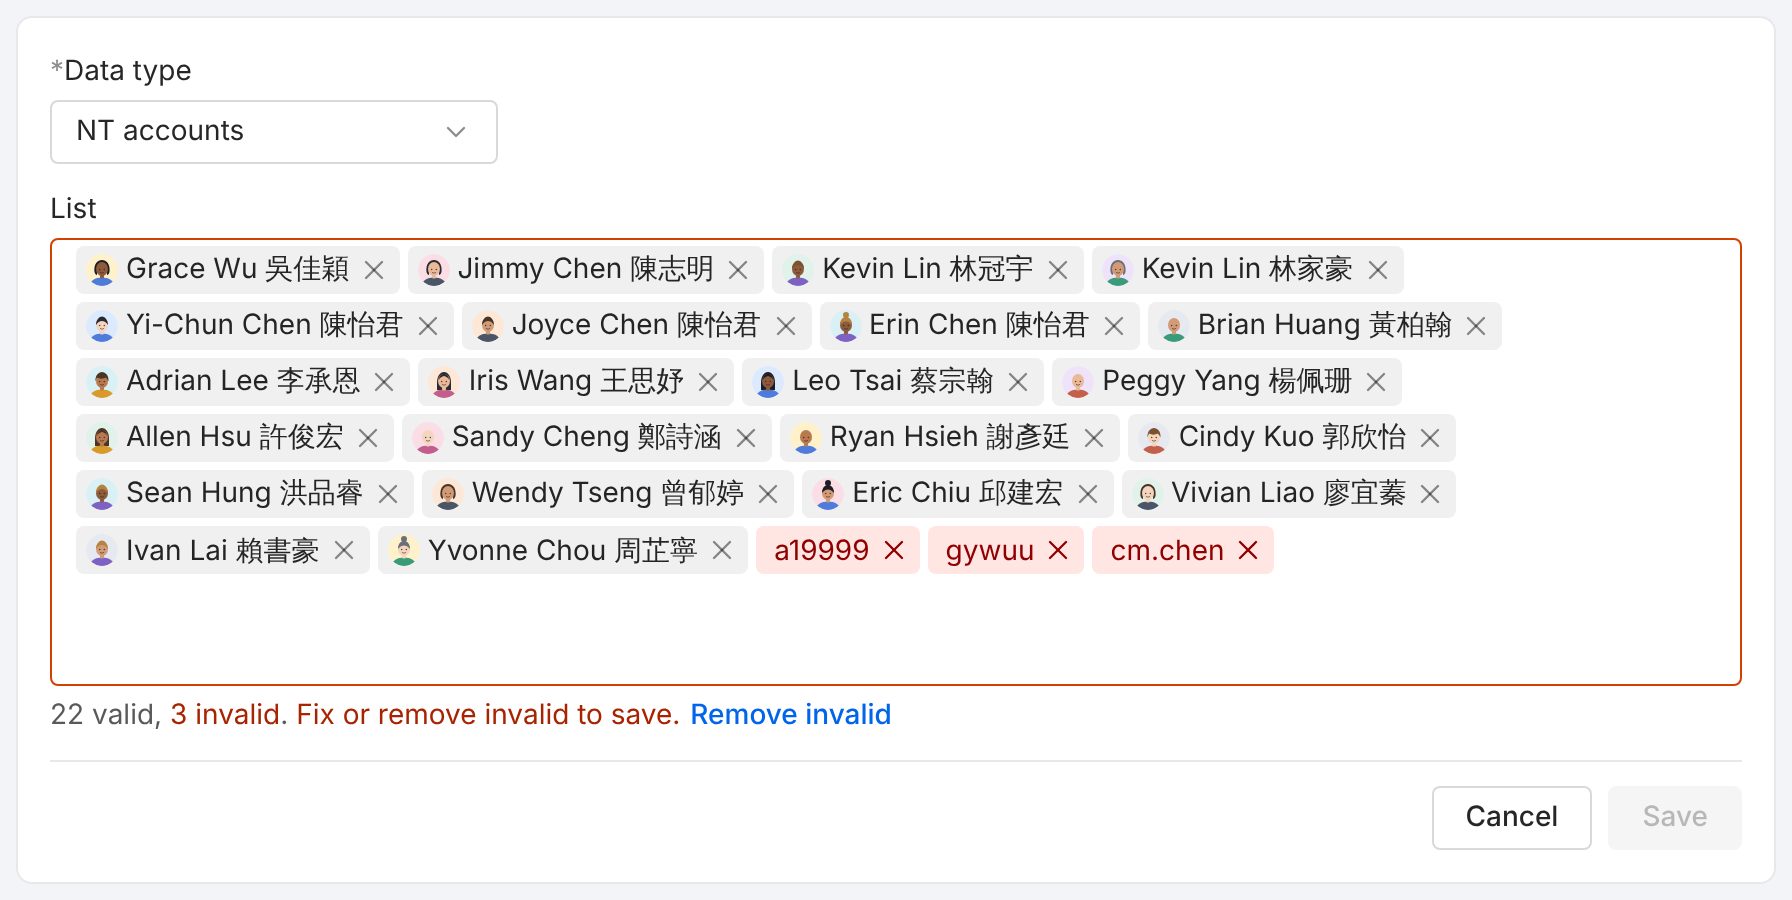 *Data type
NT accounts
List
Grace Wu 吳佳穎 Jimmy Chen 陳志明 Kevin Lin 林冠宇 Kevin Lin 林家豪
Yi-Chun Chen 陳怡君 Joyce Chen 陳怡君 Erin Chen 陳怡君 Brian Huang 黃柏翰
Adrian Lee 李承恩 Iris Wang 王思妤 Leo Tsai 蔡宗翰 Peggy Yang 楊佩珊
Allen Hsu 許俊宏 Sandy Cheng 鄭詩涵 Ryan Hsieh 謝彥廷 Cindy Kuo 郭欣怡
Sean Hung 洪品睿 Wendy Tseng 曾郁婷 Eric Chiu 邱建宏 Vivian Liao 廖宜蓁
Ivan Lai 賴書豪 Yvonne Chou 周芷寧 a19999 gywuu cm.chen
22 valid, 3 invalid. Fix or remove invalid to save. Remove invalid
Cancel Save